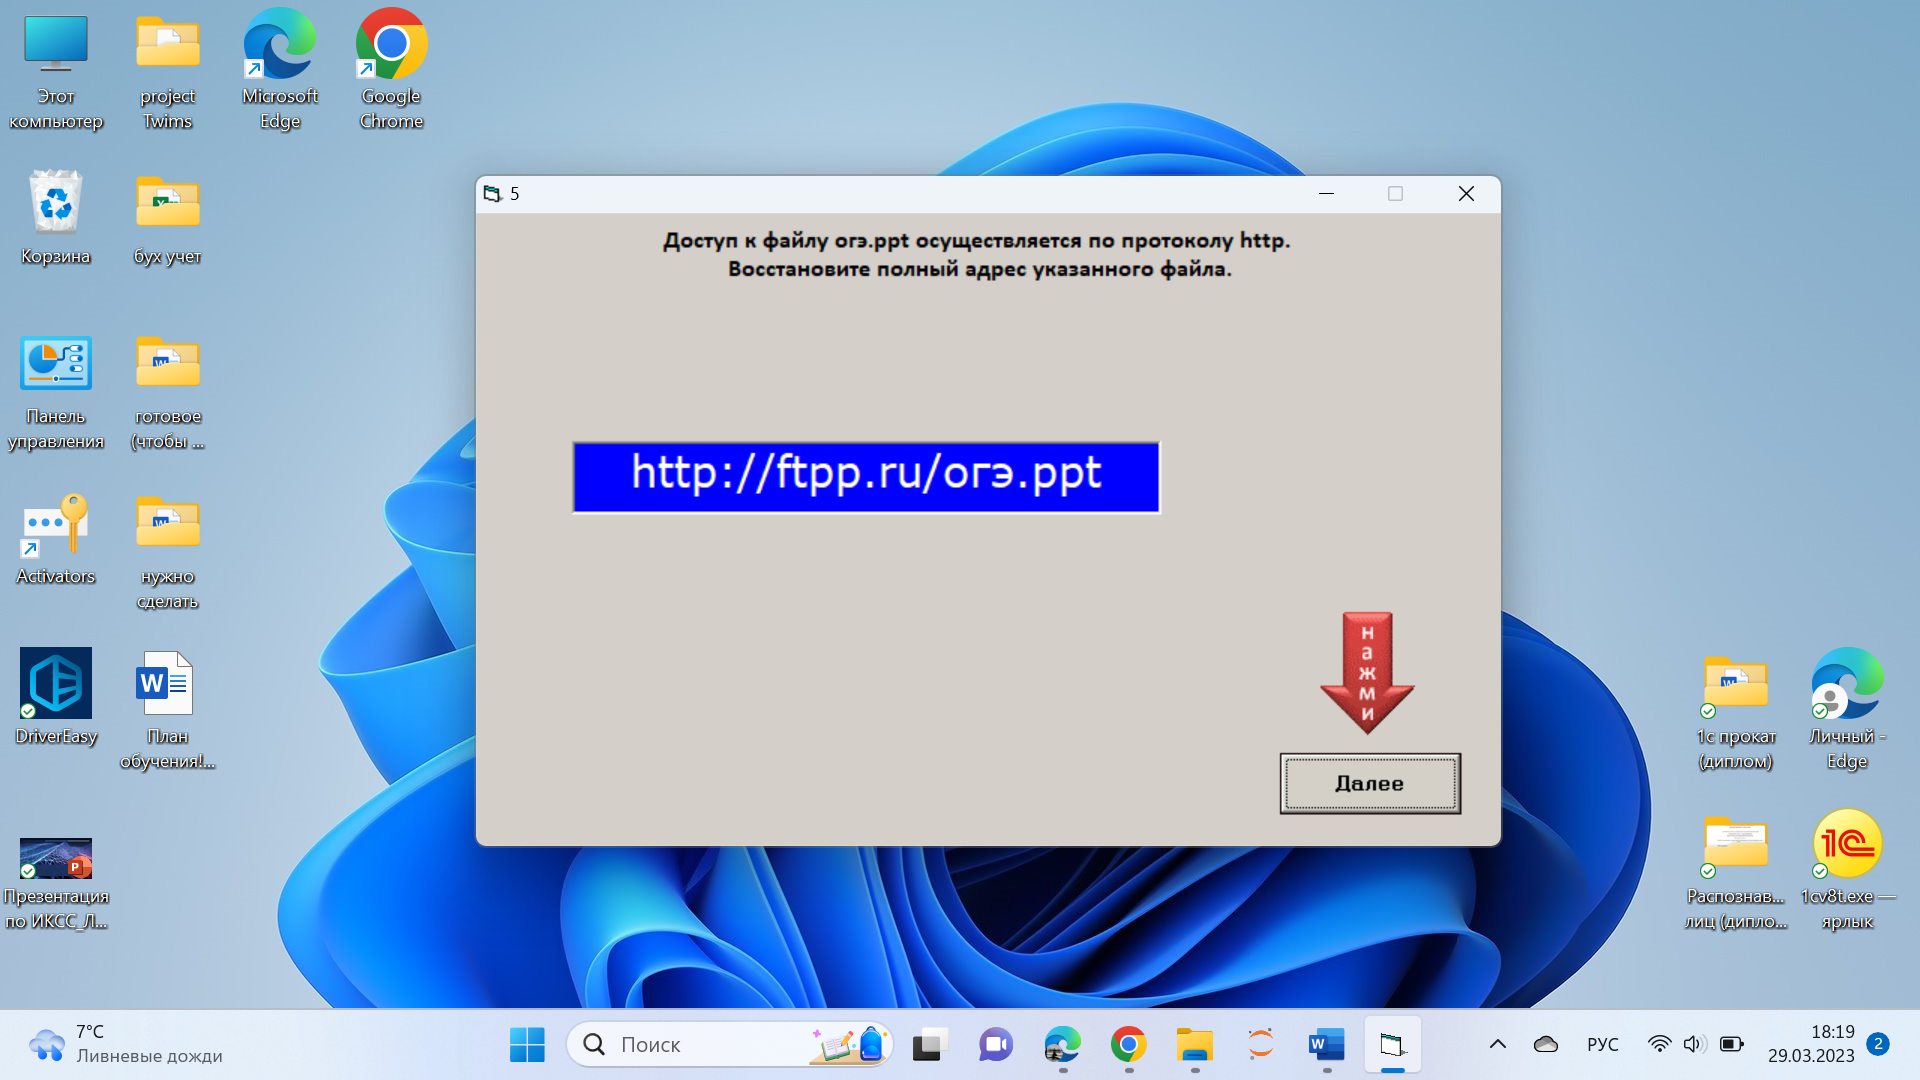 Этот
компьютер
project
Twims
Microsoft
Edge
Google
Chrome
Корзина
бух учет
Панель
управления
готовое
(чтобы ...
Activators
нужно
сделать
DriverEasy
План
обучения!...
Презентация
по ИКСС_Л...
5
Доступ к файлу огэ.ppt осуществляется по протоколу http.
Восстановите полный адрес указанного файла.
http://ftpp.ru/огэ.ppt
нажми
Далее
1с прокат
(диплом)
Личный -
Edge
Распознав...
лиц (дипло...
1cv8t.exe —
ярлык
7°C
Ливневые дожди
Поиск
РУС
18:19
29.03.2023
2